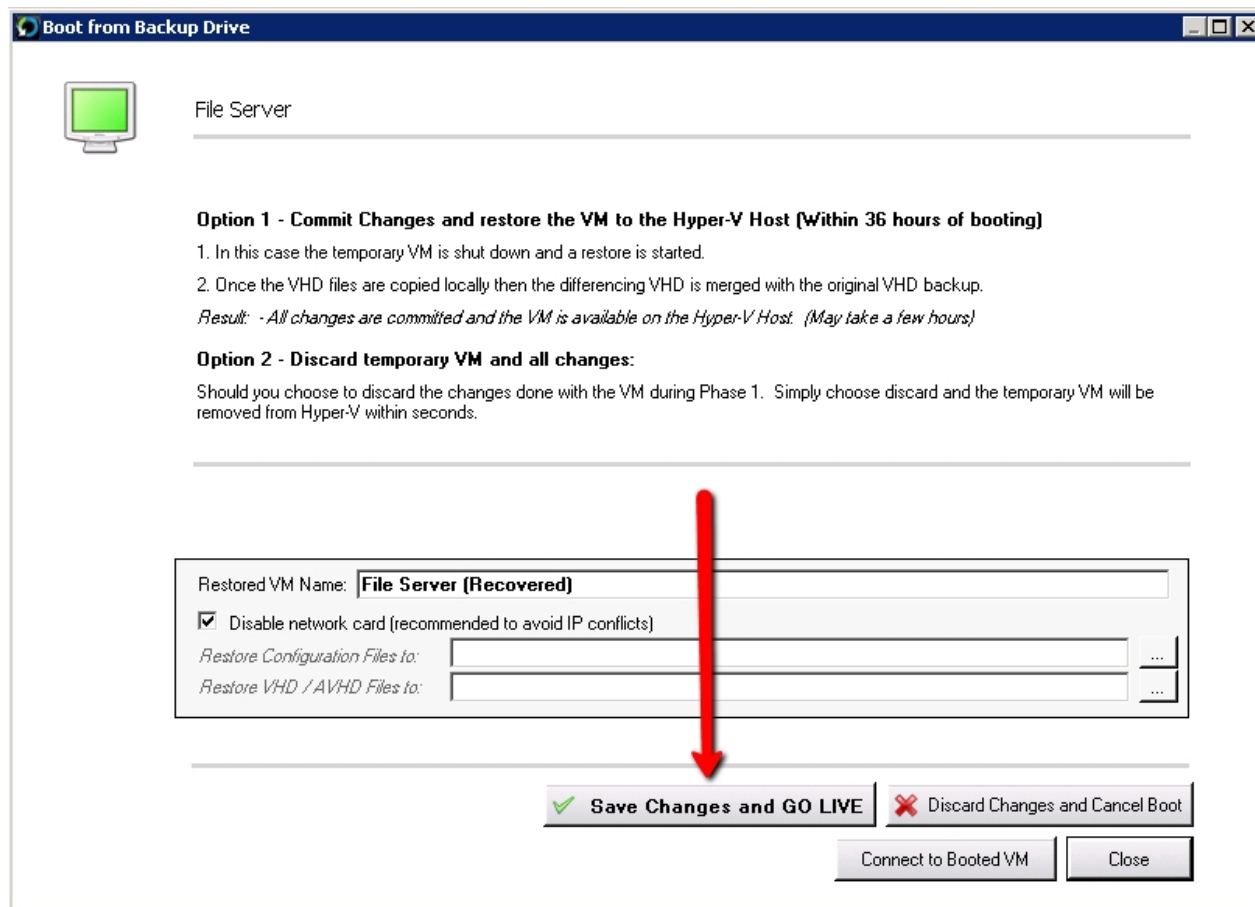 Boot from Backup Drive
File Server
Option 1 - Commit Changes and restore the VM to the Hyper-V Host (Within 36 hours of booting)
1. In this case the temporary VM is shut down and a restore is started.
2. Once the VHD files are copied locally then the differencing VHD is merged with the original VHD backup.
Result: - All changes are committed and the VM is available on the Hyper-V Host. (May take a few hours)
Option 2 - Discard temporary VM and all changes:
Should you choose to discard the changes done with the VM during Phase 1. Simply choose discard and the temporary VM will be
removed from Hyper-V within seconds.
Restored VM Name: File Server (Recovered)
Disable network card (recommended to avoid IP conflicts)
Restore Configuration Files to: ...
Restore VHD / AVHD Files to: ...
Save Changes and GO LIVE Discard Changes and Cancel Boot
Connect to Booted VM Close